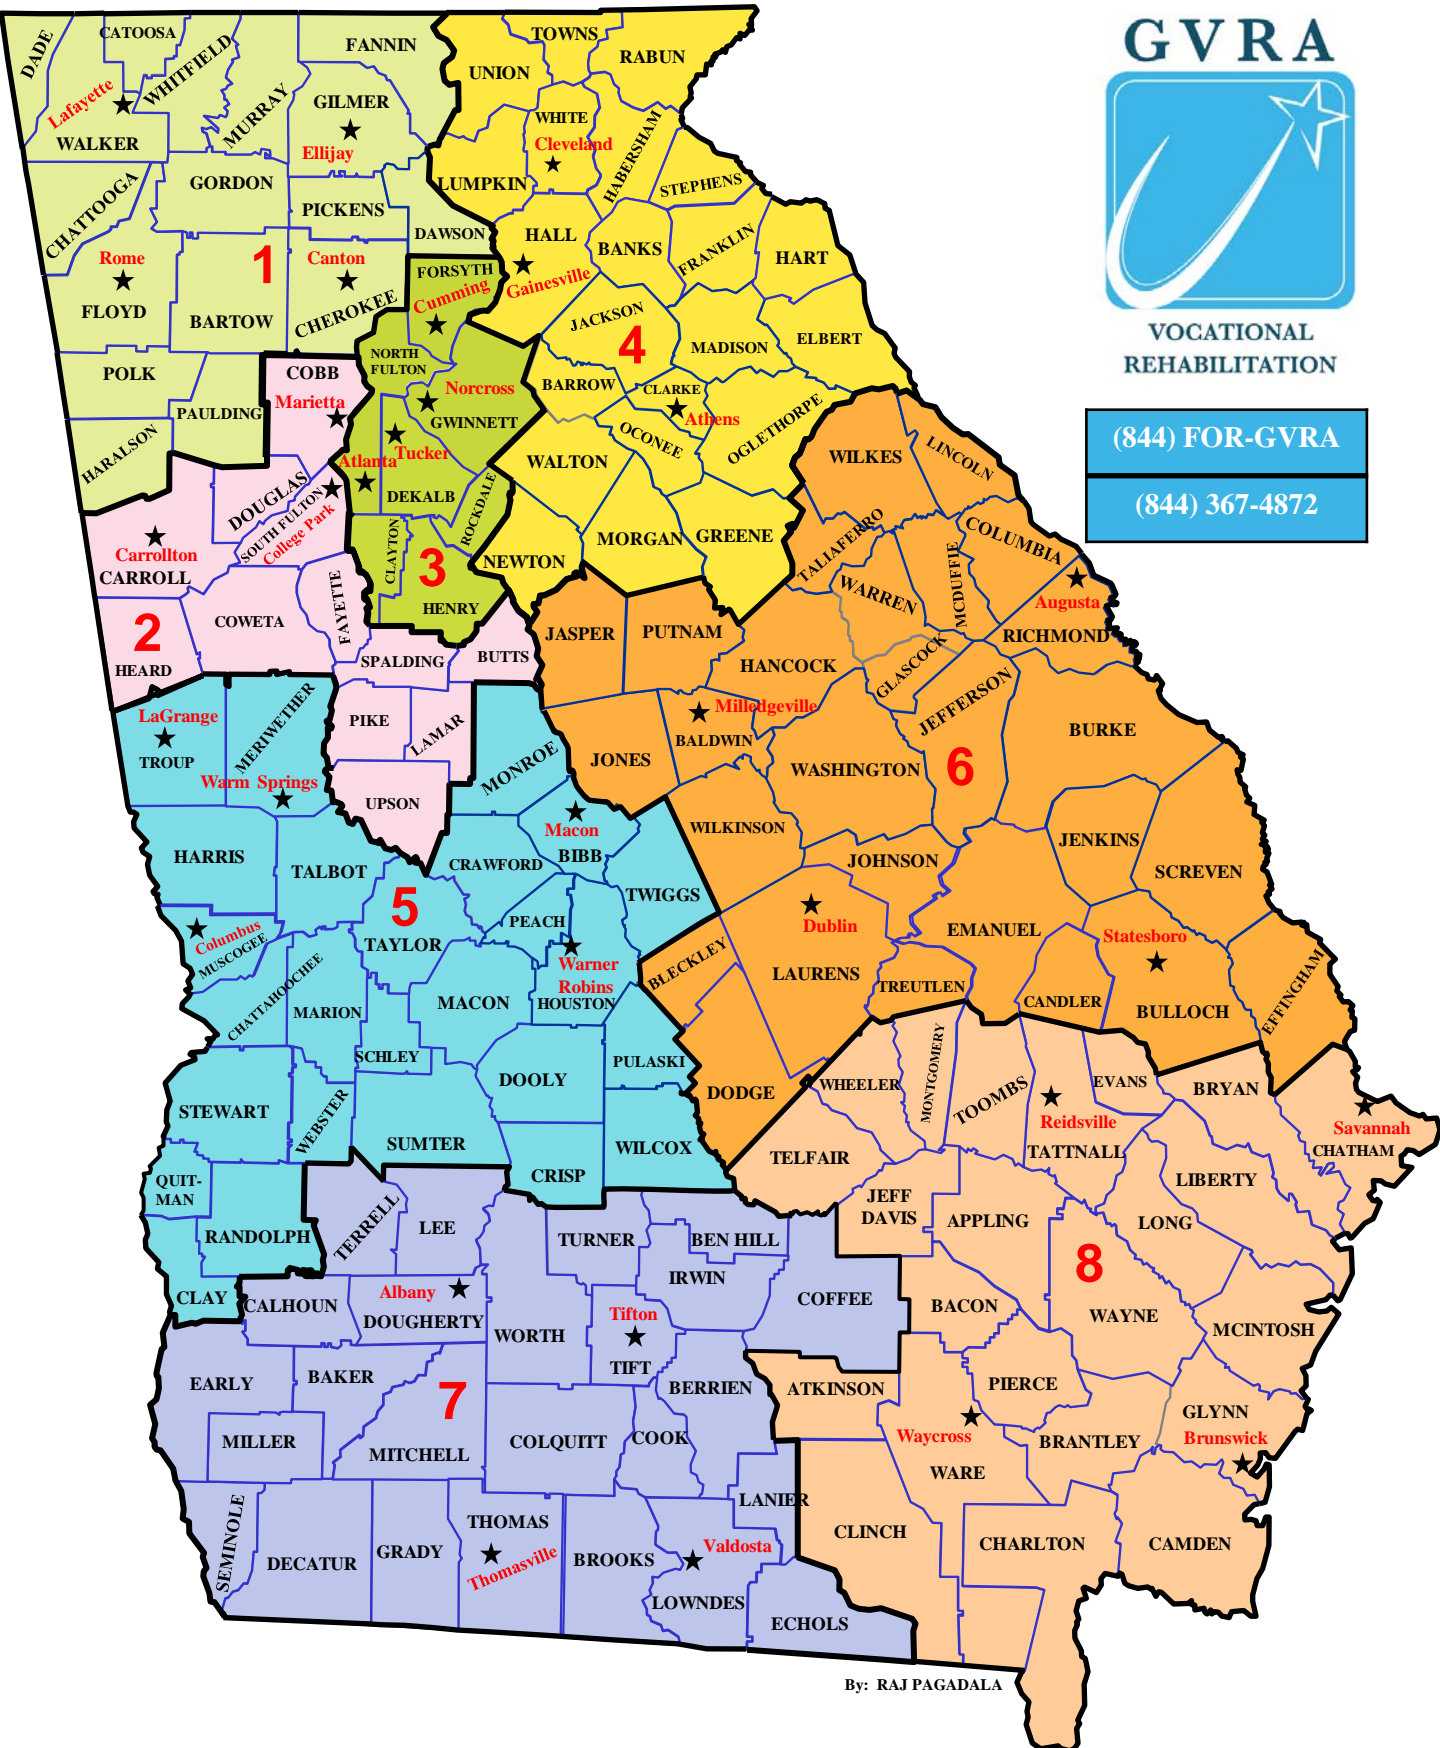 GVRA
VOCATIONAL
REHABILITATION
(844) FOR-GVRA
(844) 367-4872
DADE
CATOOSA
WHITFIELD
Lafayette
WALKER
MURRAY
FANNIN
GILMER
Ellijay
CHATTOOGA
GORDON
PICKENS
DAWSON
Rome
FLOYD
1
BARTOW
Canton
CHEROKEE
POLK
PAULDING
HARALSON
TOWNS
RABUN
UNION
WHITE
Cleveland
HABERSHAM
STEPHENS
LUMPKIN
HALL
Gainesville
BANKS
FRANKLIN
HART
JACKSON
4
MADISON
ELBERT
BARROW
CLARKE
Athens
OCONEE
OGLETHORPE
WALTON
NEWTON
MORGAN
GREENE
FORSYTH
Cumming
NORTH
FULTON
Norcross
GWINNETT
Tucker
Atlanta
DEKALB
ROCKDALE
CLAYTON
3
HENRY
COBB
Marietta
DOUGLAS
SOUTH FULTON
College Park
Carrollton
CARROLL
2
HEARD
COWETA
FAYETTE
SPALDING
BUTTS
PIKE
LAMAR
UPSON
WILKES
LINCOLN
TALIAFERRO
COLUMBIA
WARREN
MCDUFFIE
Augusta
RICHMOND
GLASCOCK
JASPER
PUTNAM
HANCOCK
JEFFERSON
BURKE
Milledgeville
BALDWIN
JONES
WASHINGTON
6
WILKINSON
JOHNSON
JENKINS
SCREVEN
Dublin
EMANUEL
Statesboro
BLECKLEY
LAURENS
TREUTLEN
CANDLER
BULLOCH
EFFINGHAM
DODGE
LaGrange
TROUP
MERIWETHER
Warm Springs
MONROE
Macon
BIBB
HARRIS
TALBOT
CRAWFORD
TWIGGS
5
TAYLOR
PEACH
Columbus
MUSCOGEE
Warner
Robins
HOUSTON
CHATTAHOOCHEE
MARION
MACON
SCHLEY
DOOLY
PULASKI
STEWART
WEBSTER
SUMTER
CRISP
WILCOX
QUIT-
MAN
RANDOLPH
CLAY
TERRELL
LEE
TURNER
BEN HILL
IRWIN
COFFEE
CALHOUN
Albany
DOUGHERTY
WORTH
Tifton
TIFT
EARLY
BAKER
7
BERRIEN
MILLER
MITCHELL
COLQUITT
COOK
LANIER
SEMINOLE
DECATUR
GRADY
THOMAS
Thomasville
BROOKS
Valdosta
LOWNDES
ECHOLS
WHEELER
MONTGOMERY
TOOMBS
EVANS
BRYAN
Reidsville
TATTNALL
Savannah
CHATHAM
TELFAIR
JEFF
DAVIS
APPLING
LONG
LIBERTY
8
BACON
WAYNE
MCINTOSH
ATKINSON
PIERCE
GLYNN
Brunswick
Waycross
WARE
BRANTLEY
CLINCH
CHARLTON
CAMDEN
By: RAJ PAGADALA